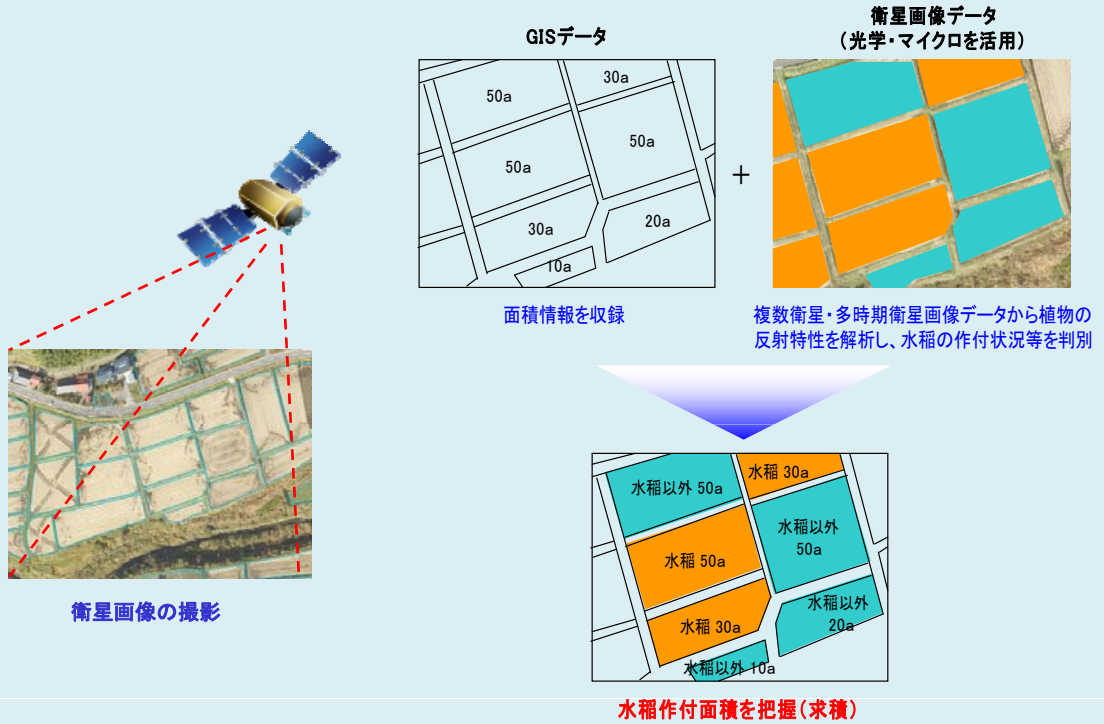 GISデータ
衛星画像データ
（光学・マイクロを活用）
50a
30a
50a
50a
30a
20a
10a
+
面積情報を収録
複数衛星・多時期衛星画像データから植物の
反射特性を解析し、水稲の作付状況等を判別
衛星画像の撮影
水稲以外 50a
水稲 30a
水稲以外
50a
水稲 50a
水稲以外
20a
水稲 30a
水稲以外 10a
水稲作付面積を把握（求積）